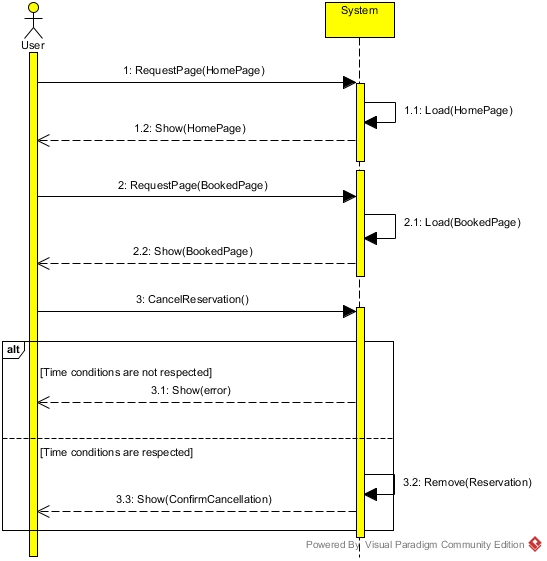 System
User
1: RequestPage(HomePage)
1.1: Load(HomePage)
1.2: Show(HomePage)
2: RequestPage(BookedPage)
2.1: Load(BookedPage)
2.2: Show(BookedPage)
3: CancelReservation()
alt
[Time conditions are not respected]
3.1: Show(error)
[Time conditions are respected]
3.2: Remove(Reservation)
3.3: Show(ConfirmCancellation)
Powered By Visual Paradigm Community Edition